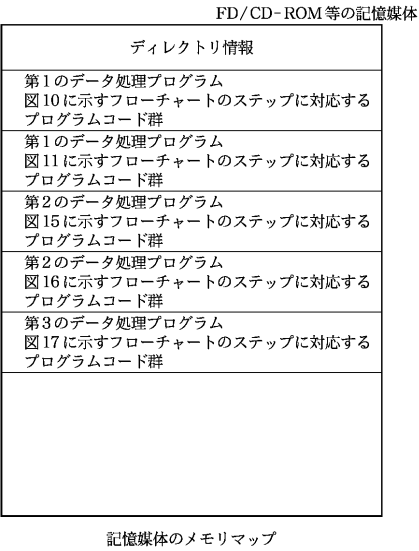 FD/CD-ROM等の記憶媒体
ディレクトリ情報
第1のデータ処理プログラム
図10に示すフローチャートのステップに対応する
プログラムコード群
第1のデータ処理プログラム
図11に示すフローチャートのステップに対応する
プログラムコード群
第2のデータ処理プログラム
図15に示すフローチャートのステップに対応する
プログラムコード群
第2のデータ処理プログラム
図16に示すフローチャートのステップに対応する
プログラムコード群
第3のデータ処理プログラム
図17に示すフローチャートのステップに対応する
プログラムコード群
記憶媒体のメモリマップ